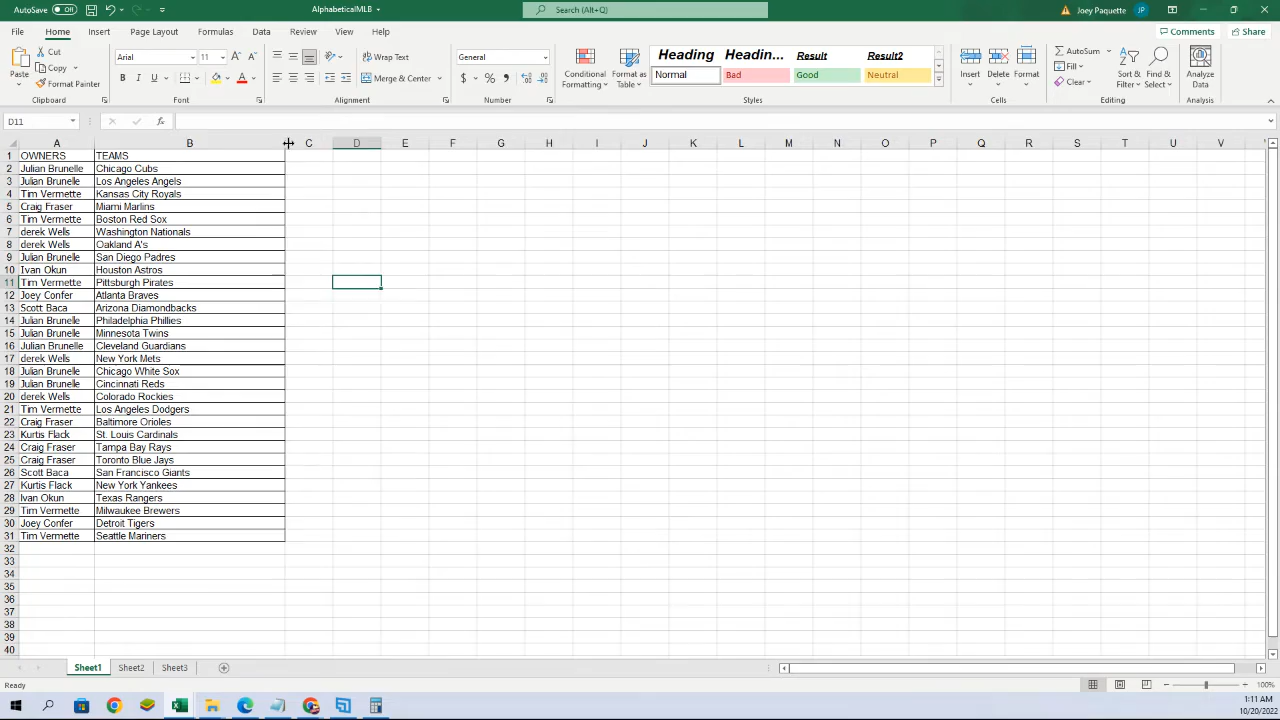 AutoSave Off
AlphabeticalMLB
Search (Alt+Q)
Joey Paquette JP
File Home Insert Page Layout Formulas Data Review View Help
Comments Share
Paste Cut Copy Format Painter
Clipboard
Arial 11
B I U
Font
Wrap Text
Merge & Center
Alignment
General
$ % ,
Number
Conditional Formatting
Format as Table
Heading Headin... Result Result2
Normal Bad Good Neutral
Styles
Insert Delete Format
Cells
AutoSum
Fill
Clear
Sort & Filter
Find & Select
Editing
Analyze Data
Analysis
D11 fx
A B C D E F G H I J K L M N O P Q R S T U V
1 OWNERS TEAMS
2 Julian Brunelle Chicago Cubs
3 Julian Brunelle Los Angeles Angels
4 Tim Vermette Kansas City Royals
5 Craig Fraser Miami Marlins
6 Tim Vermette Boston Red Sox
7 derek Wells Washington Nationals
8 derek Wells Oakland A's
9 Julian Brunelle San Diego Padres
10 Ivan Okun Houston Astros
11 Tim Vermette Pittsburgh Pirates
12 Joey Confer Atlanta Braves
13 Scott Baca Arizona Diamondbacks
14 Julian Brunelle Philadelphia Phillies
15 Julian Brunelle Minnesota Twins
16 Julian Brunelle Cleveland Guardians
17 derek Wells New York Mets
18 Julian Brunelle Chicago White Sox
19 Julian Brunelle Cincinnati Reds
20 derek Wells Colorado Rockies
21 Tim Vermette Los Angeles Dodgers
22 Craig Fraser Baltimore Orioles
23 Kurtis Flack St. Louis Cardinals
24 Craig Fraser Tampa Bay Rays
25 Craig Fraser Toronto Blue Jays
26 Scott Baca San Francisco Giants
27 Kurtis Flack New York Yankees
28 Ivan Okun Texas Rangers
29 Tim Vermette Milwaukee Brewers
30 Joey Confer Detroit Tigers
31 Tim Vermette Seattle Mariners
32
33
34
35
36
37
38
39
40
Sheet1 Sheet2 Sheet3
Ready
100%
1:11 AM
10/20/2022